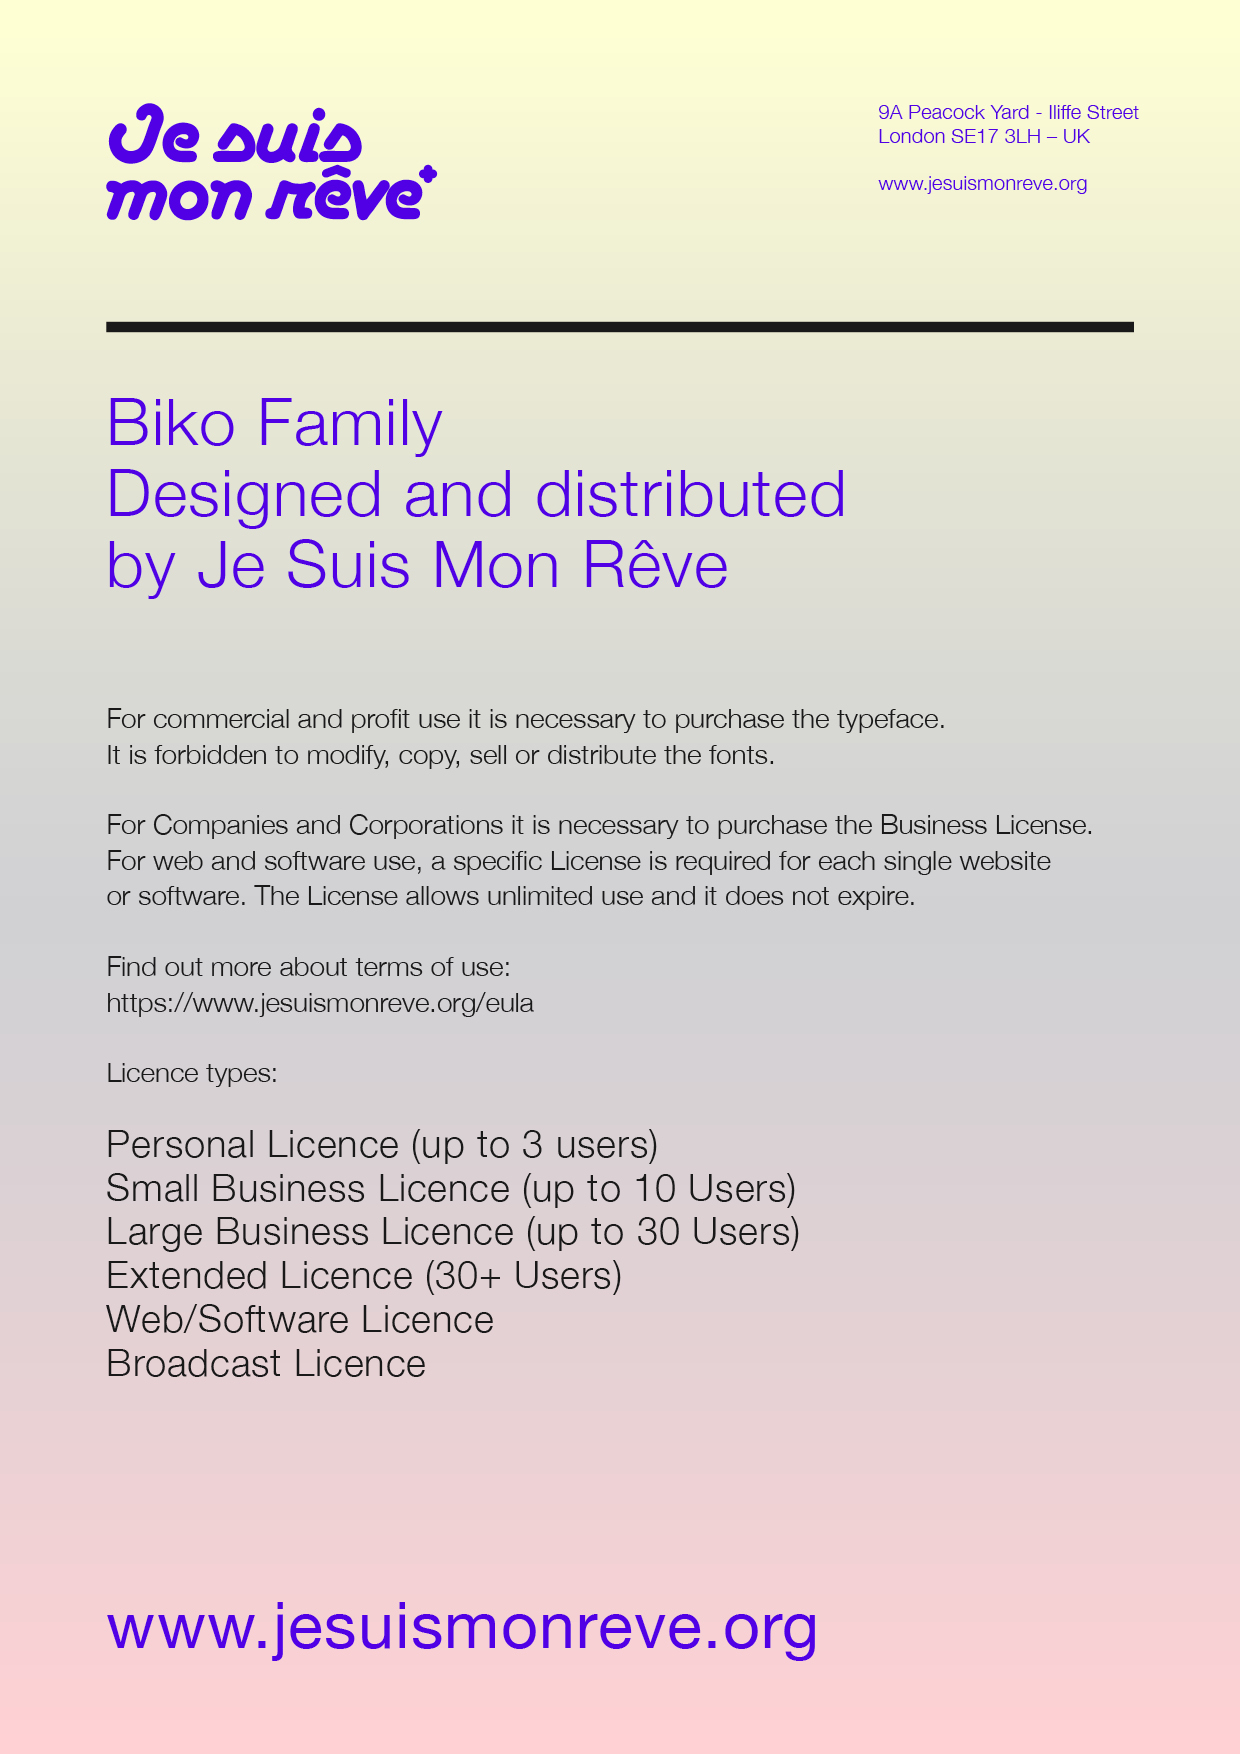 Je suis
mon rêve+
9A Peacock Yard - Iliffe Street
London SE17 3LH – UK
www.jesuismonreve.org
Biko Family
Designed and distributed
by Je Suis Mon Rêve
For commercial and profit use it is necessary to purchase the typeface.
It is forbidden to modify, copy, sell or distribute the fonts.
For Companies and Corporations it is necessary to purchase the Business License.
For web and software use, a specific License is required for each single website
or software. The License allows unlimited use and it does not expire.
Find out more about terms of use:
https://www.jesuismonreve.org/eula
Licence types:
Personal Licence (up to 3 users)
Small Business Licence (up to 10 Users)
Large Business Licence (up to 30 Users)
Extended Licence (30+ Users)
Web/Software Licence
Broadcast Licence
www.jesuismonreve.org